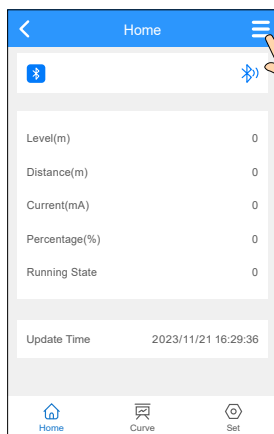 Home
Level(m) 0
Distance(m) 0
Current(mA) 0
Percentage(%) 0
Running State 0
Update Time 2023/11/21 16:29:36
Home Curve Set